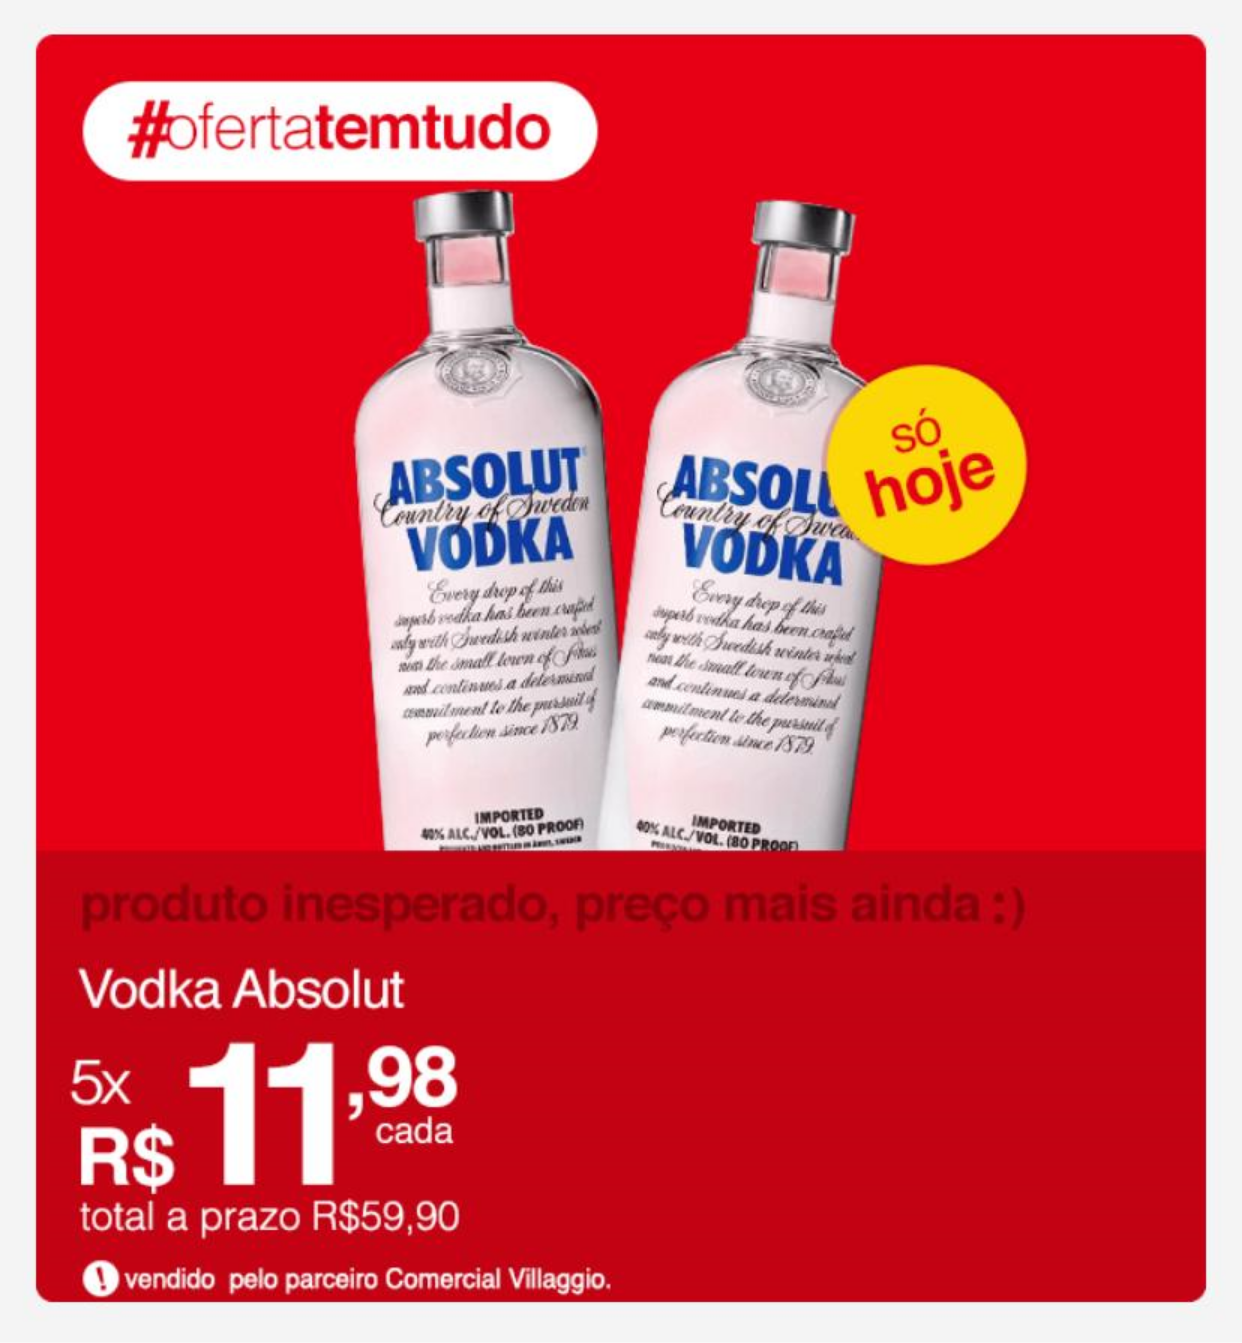 #ofertatemtudo
só
hoje
ABSOLUT
Country of Sweden
VODKA
Every drop of this
superb vodka has been crafted
only with Swedish winter wheat
near the small town of Åhus
and continues a determined
commitment to the pursuit of
perfection since 1879.
IMPORTED
40% ALC./VOL. (80 PROOF)
ABSOLU
Country of Swede
VODKA
Every drop of this
superb vodka has been crafted
only with Swedish winter wheat
near the small town of Åhus
and continues a determined
commitment to the pursuit of
perfection since 1879.
IMPORTED
40% ALC./VOL. (80 PROOF)
produto inesperado, preço mais ainda :)
Vodka Absolut
5x
R$ 11,98
cada
total a prazo R$59,90
! vendido pelo parceiro Comercial Villaggio.